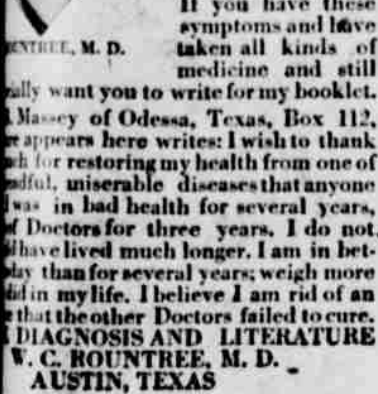 If you have these
symptoms and have
ROUNTREE, M. D. taken all kinds of
medicine and still
want you to write for my booklet.
Massey of Odessa, Texas, Box 112,
appears here writes: I wish to thank
for restoring my health from one of
miserable diseases that anyone
was in bad health for several years,
of Doctors for three years. I do not
have lived much longer. I am in bet-
than for several years; weigh more
did in my life. I believe I am rid of an
that the other Doctors failed to cure.
DIAGNOSIS AND LITERATURE
W. C. ROUNTREE, M. D.
AUSTIN, TEXAS